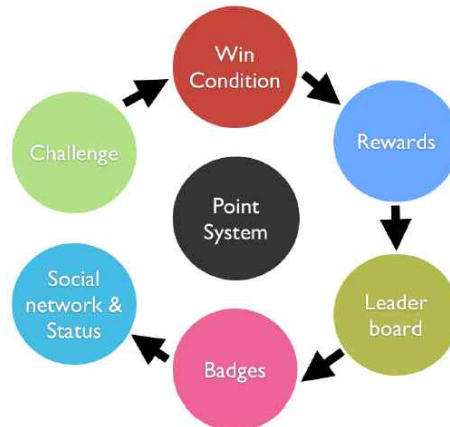 Win
Condition
Challenge
Rewards
Point
System
Social
network &
Status
Leader
board
Badges